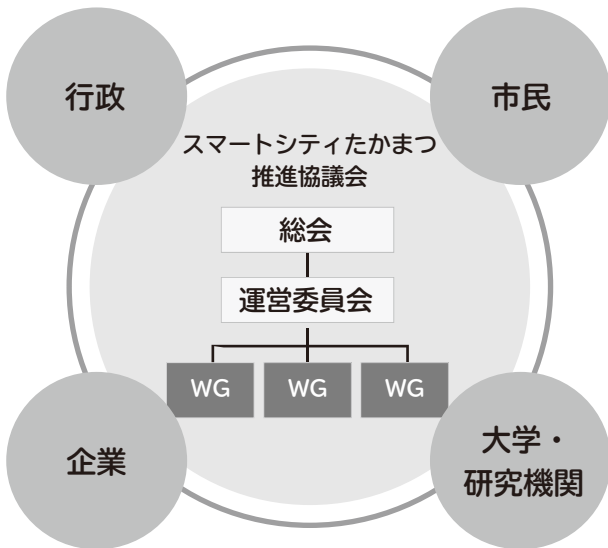 行政
市民
スマートシティたかまつ
推進協議会
総会
運営委員会
WG
WG
WG
企業
大学・
研究機関